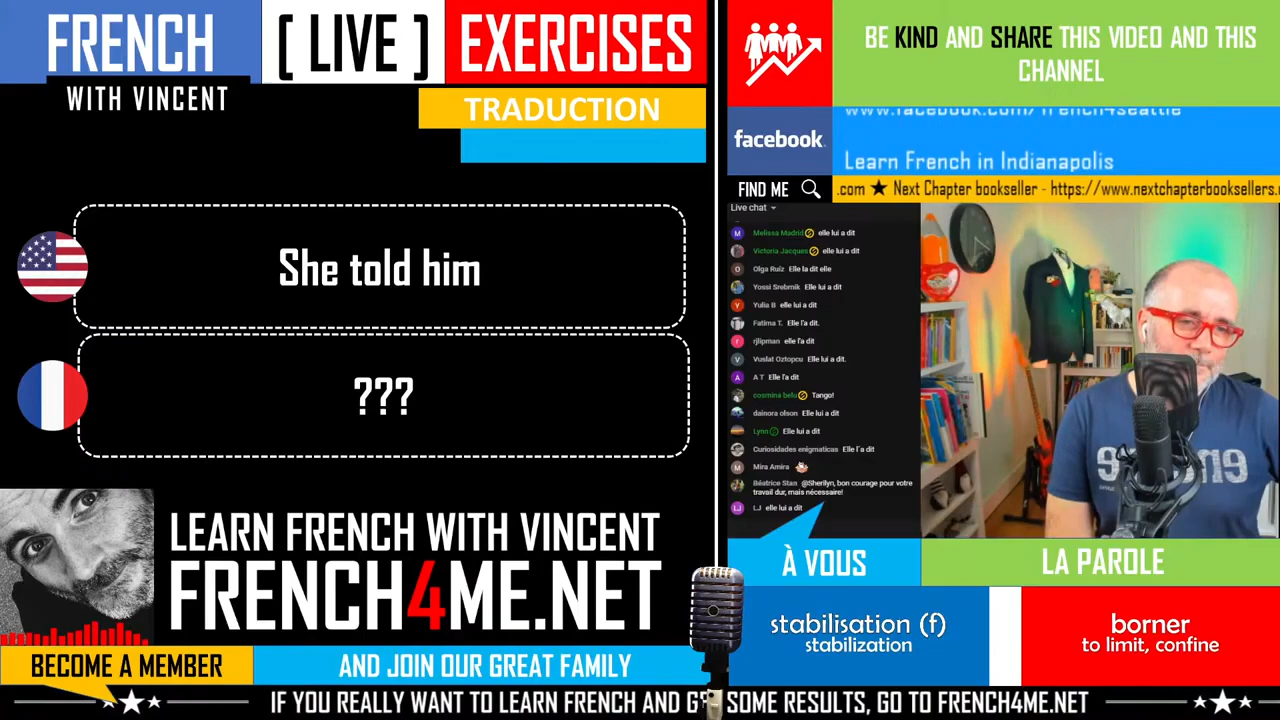 FRENCH
[ LIVE ]
EXERCISES
WITH VINCENT
TRADUCTION
She told him
???
LEARN FRENCH WITH VINCENT
FRENCH4ME.NET
BECOME A MEMBER
AND JOIN OUR GREAT FAMILY
BE KIND AND SHARE THIS VIDEO AND THIS
CHANNEL
facebook.
www.facebook.com/french4seattle
Learn French in Indianapolis
FIND ME
.com ★ Next Chapter bookseller - https://www.nextchapterbooksellers.
Live chat
Melissa Madrid elle lui a dit
Victoria Jacques elle lui a dit
Olga Ruiz Elle la dit elle
Yossi Srebrnik Elle lui a dit
Yulia B elle lui a dit
Fatima T. Elle l'a dit.
rjlipman elle l'a dit
Vuslat Oztopcu Elle lui a dit.
A T Elle l'a dit
cosmina belu Tango!
dainora olson Elle lui a dit
Lynn Elle lui a dit
Curiosidades enigmaticas Elle l´a dit
Mira Amira
Béatrice Stan @Sherilyn, bon courage pour votre
travail dur, mais nécessaire!
LJ elle lui a dit
À VOUS
LA PAROLE
stabilisation (f)
stabilization
borner
to limit, confine
IF YOU REALLY WANT TO LEARN FRENCH AND SOME RESULTS, GO TO FRENCH4ME.NET